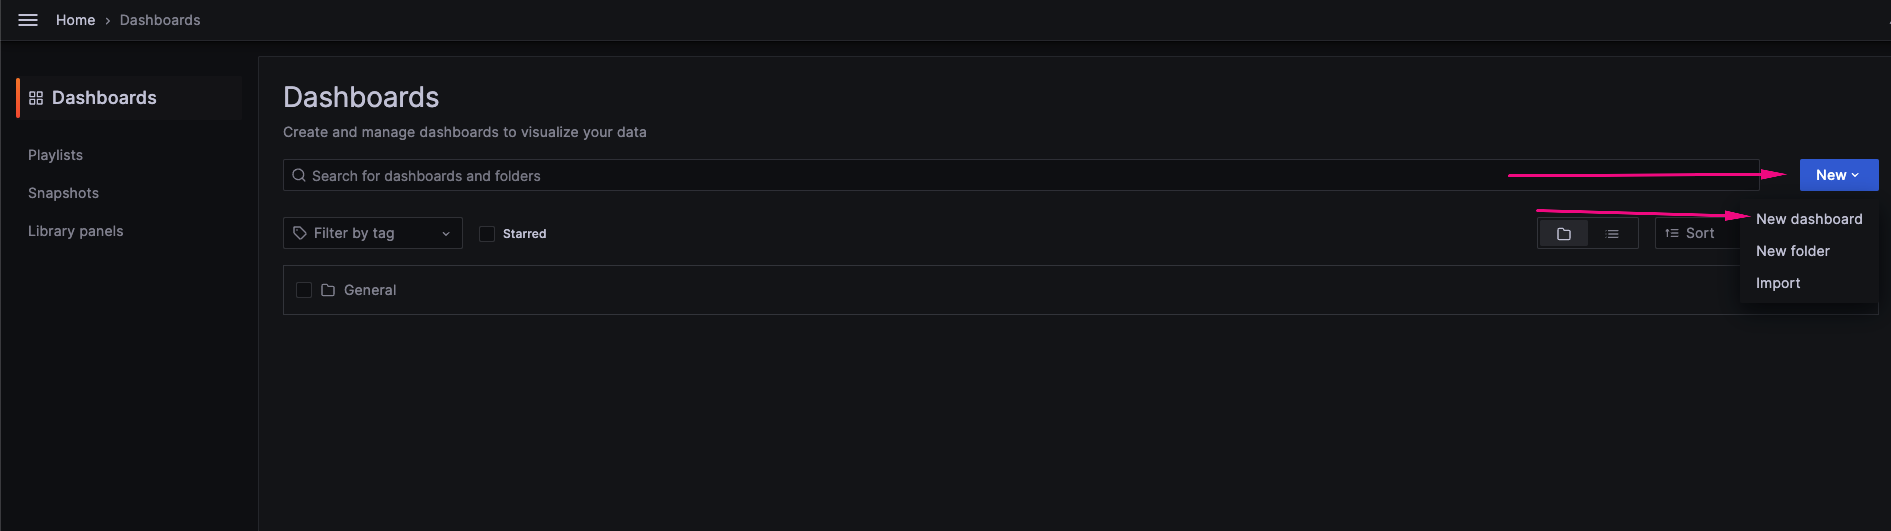 Home › Dashboards
Dashboards
Playlists
Snapshots
Library panels
Dashboards
Create and manage dashboards to visualize your data
Search for dashboards and folders
New
Filter by tag
Starred
Sort
New dashboard
New folder
Import
General